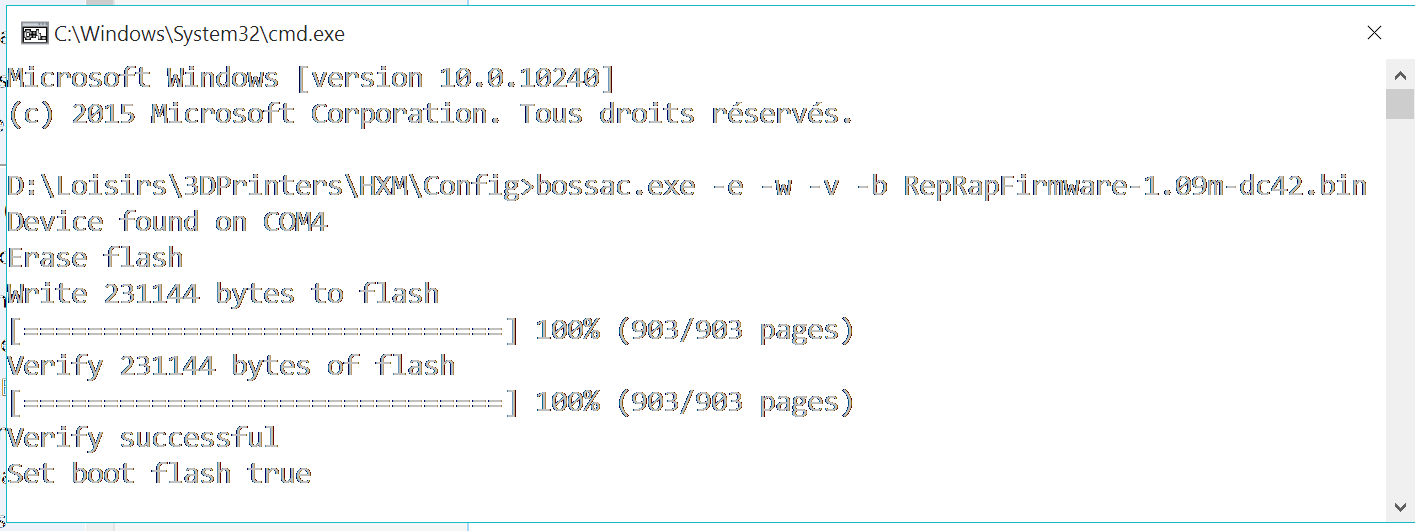 C:\Windows\System32\cmd.exe
Microsoft Windows [version 10.0.10240]
(c) 2015 Microsoft Corporation. Tous droits réservés.
D:\Loisirs\3DPrinters\HXM\Config>bossac.exe -e -w -v -b RepRapFirmware-1.09m-dc42.bin
Device found on COM4
Erase flash
Write 231144 bytes to flash
[==============================] 100% (903/903 pages)
Verify 231144 bytes of flash
[==============================] 100% (903/903 pages)
Verify successful
Set boot flash true